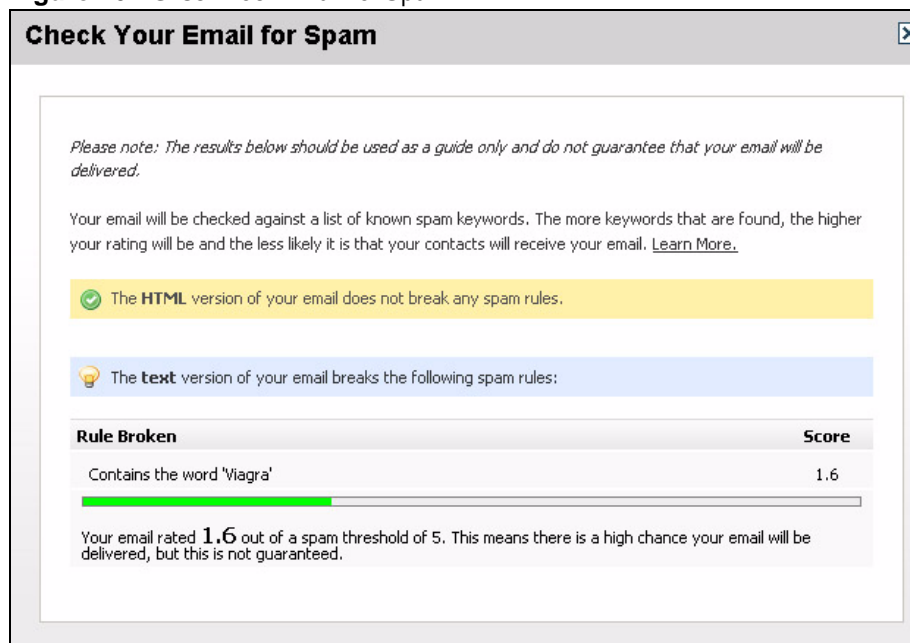 Check Your Email for Spam
Please note: The results below should be used as a guide only and do not guarantee that your email will be
delivered.
Your email will be checked against a list of known spam keywords. The more keywords that are found, the higher
your rating will be and the less likely it is that your contacts will receive your email. Learn More.
The HTML version of your email does not break any spam rules.
The text version of your email breaks the following spam rules:
Rule Broken Score
Contains the word 'Viagra' 1.6
Your email rated 1.6 out of a spam threshold of 5. This means there is a high chance your email will be
delivered, but this is not guaranteed.